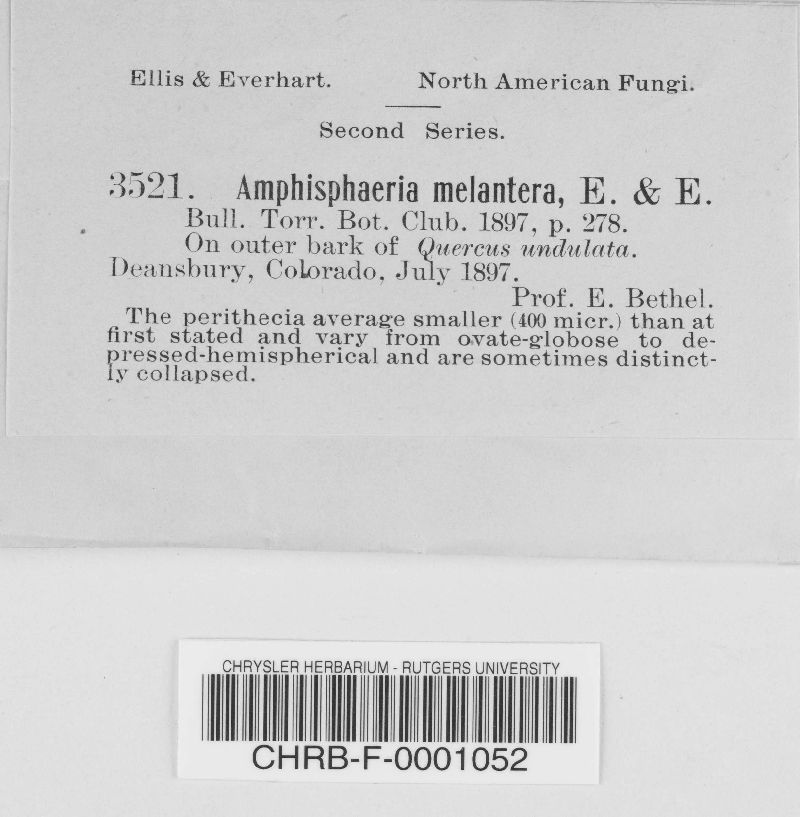 Ellis & Everhart. North American Fungi.
Second Series.
3521. Amphisphaeria melantera, E. & E.
Bull. Torr. Bot. Club. 1897, p. 278.
On outer bark of Quercus undulata.
Deansbury, Colorado, July 1897.
Prof. E. Bethel.
The perithecia average smaller (400 micr.) than at
first stated and vary from ovate-globose to de-
pressed-hemispherical and are sometimes distinct-
ly collapsed.
CHRYSLER HERBARIUM - RUTGERS UNIVERSITY
CHRB-F-0001052